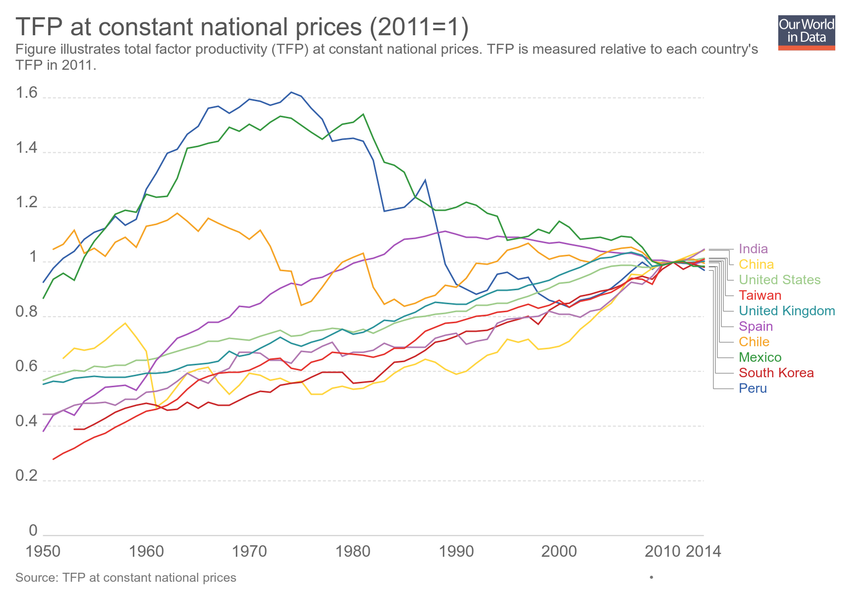 TFP at constant national prices (2011=1)
Our World
in Data
Figure illustrates total factor productivity (TFP) at constant national prices. TFP is measured relative to each country's
TFP in 2011.
1.6
1.4
1.2
1
0.8
0.6
0.4
0.2
0
1950 1960 1970 1980 1990 2000 2010 2014
India
China
United States
Taiwan
United Kingdom
Spain
Chile
Mexico
South Korea
Peru
Source: TFP at constant national prices